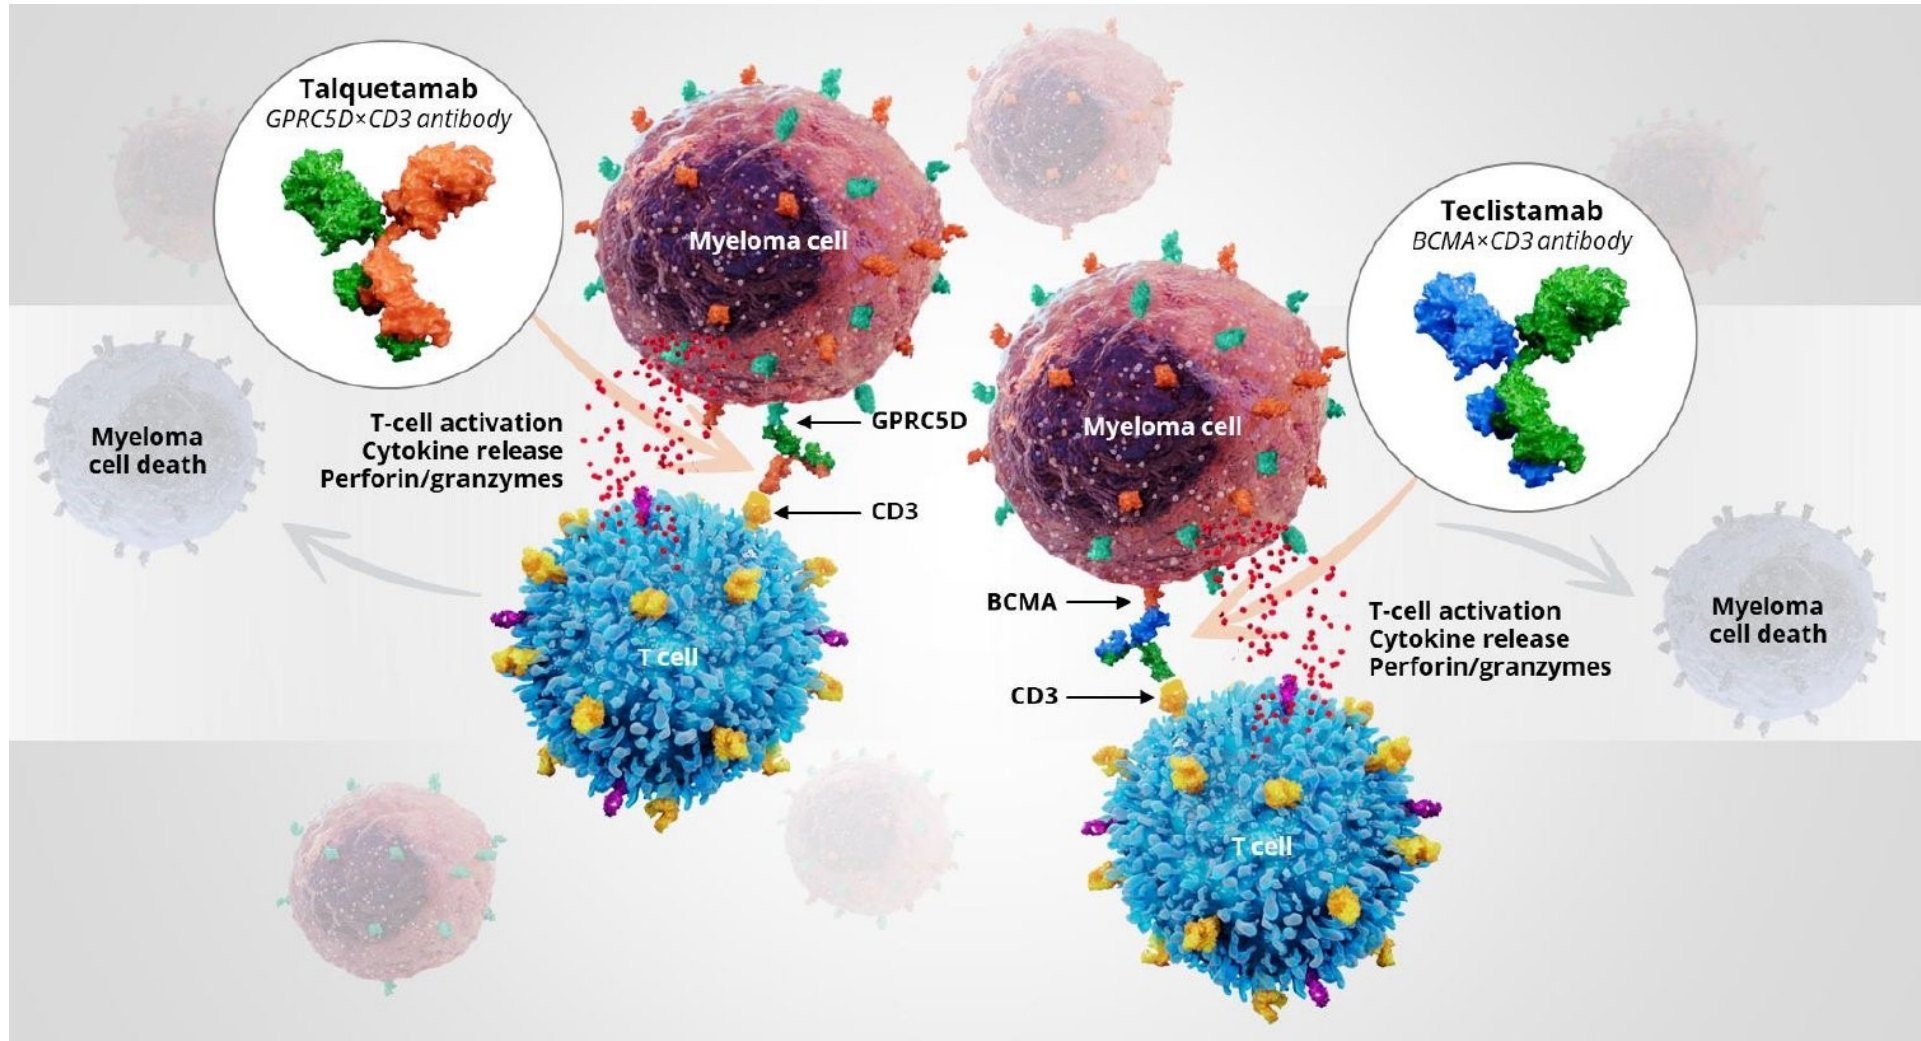 Talquetamab
GPRC5D×CD3 antibody
Myeloma cell
T-cell activation
Cytokine release
Perforin/granzymes
GPRC5D
CD3
T cell
Myeloma
cell death
Teclistamab
BCMA×CD3 antibody
Myeloma cell
BCMA
CD3
T-cell activation
Cytokine release
Perforin/granzymes
T cell
Myeloma
cell death